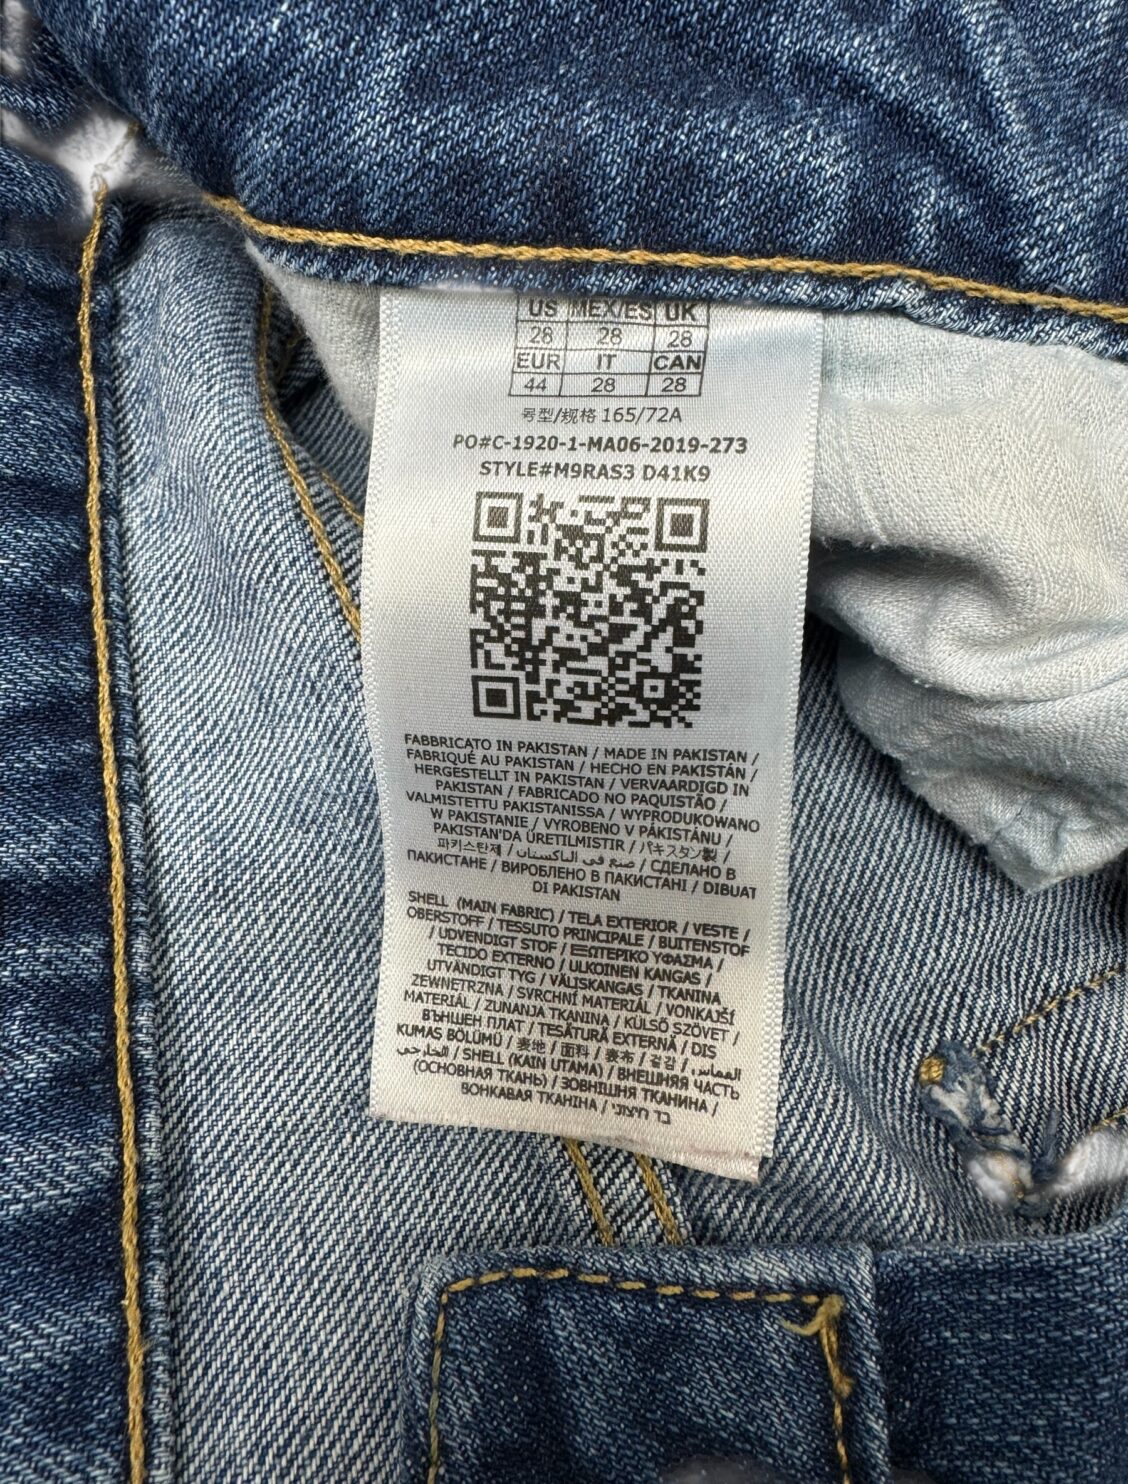 US MEX/ES UK
28 28 28
EUR IT CAN
44 28 28
号型/规格 165/72A
PO#C-1920-1-MA06-2019-273
STYLE#M9RAS3 D41K9
FABBRICATO IN PAKISTAN / MADE IN PAKISTAN /
FABRIQUÉ AU PAKISTAN / HECHO EN PAKISTÁN /
HERGESTELLT IN PAKISTAN / VERVAARDIGD IN
PAKISTAN / FABRICADO NO PAQUISTÃO /
VALMISTETTU PAKISTANISSA / WYPRODUKOWANO
W PAKISTANIE / VYROBENO V PÁKISTÁNU /
PAKISTAN'DA ÜRETILMISTIR / パキスタン製 /
파키스탄제 / صنع في الباكستان / СДЕЛАНО В
ПАКИСТАНЕ / ВИРОБЛЕНО В ПАКИСТАНІ / DIBUAT
DI PAKISTAN
SHELL (MAIN FABRIC) / TELA EXTERIOR / VESTE /
OBERSTOFF / TESSUTO PRINCIPALE / BUITENSTOF
/ UDVENDIGT STOF / ΕΞΩΤΕΡΙΚΟ ΥΦΑΣΜΑ /
TECIDO EXTERNO / ULKOINEN KANGAS /
UTVÄNDIGT TYG / VÄLISKANGAS / TKANINA
ZEWNĘTRZNA / SVRCHNÍ MATERIÁL / VONKAJŠÍ
MATERIÁL / ZUNANJA TKANINA / KÜLSŐ SZÖVET /
ВЪНШЕН ПЛАТ / TESĂTURĂ EXTERNĂ / DIS
KUMAS BÖLÜMÜ / 表地 / 面料 / 表布 / 겉감 /
القماش الخارجي / SHELL (KAIN UTAMA) / ВНЕШНЯЯ ЧАСТЬ
(ОСНОВНАЯ ТКАНЬ) / ЗОВНІШНЯ ТКАНИНА /
ВОНКАВАЯ ТКАНІНА / בד חיצוני